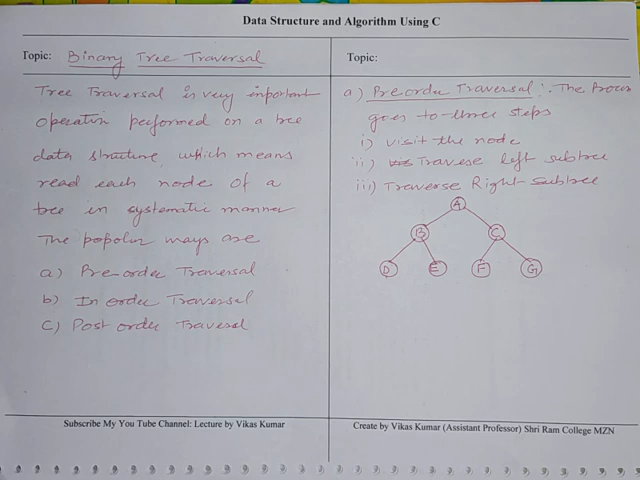 Data Structure and Algorithm Using C
Topic: Binary Tree Traversal
Tree Traversal is very important
operation performed on a tree
data structure, which means
read each node of a
tree in systematic manner
The popular ways are
a) Pre order Traversal
b) In order Traversal
c) Post order Travesal
Subscribe My You Tube Channel: Lecture by Vikas Kumar
Topic:
a) Preorder Traversal: The Process
goes to three steps
i) visit the node
ii) Travese left subtree
iii) Traverse Right-Subtree
A
B C
D E F G
Create by Vikas Kumar (Assistant Professor) Shri Ram College MZN